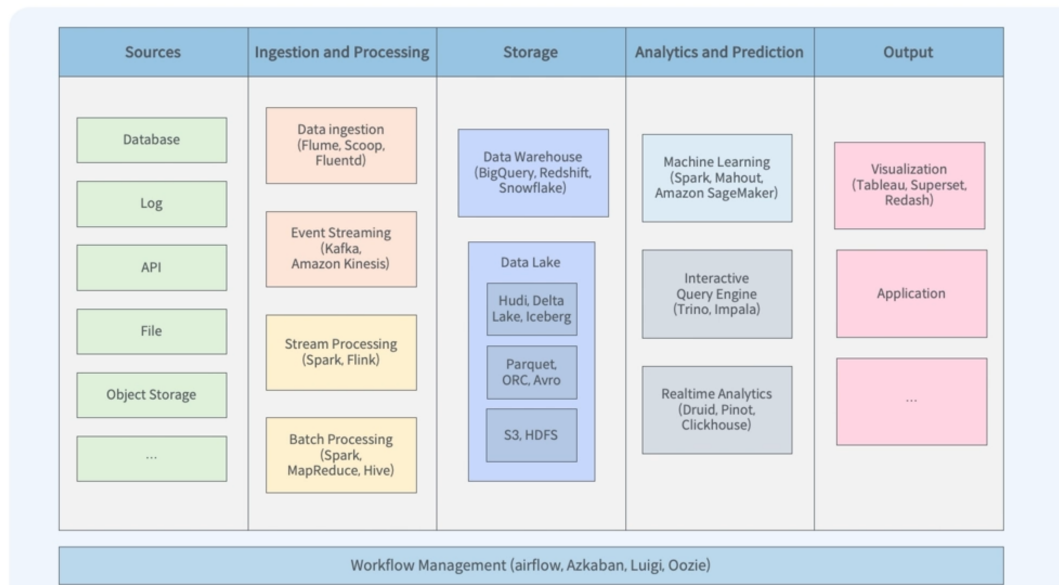 Sources
Ingestion and Processing
Storage
Analytics and Prediction
Output
Database
Log
API
File
Object Storage
...
Data ingestion
(Flume, Scoop,
Fluentd)
Event Streaming
(Kafka,
Amazon Kinesis)
Stream Processing
(Spark, Flink)
Batch Processing
(Spark,
MapReduce, Hive)
Data Warehouse
(BigQuery, Redshift,
Snowflake)
Data Lake
Hudi, Delta
Lake, Iceberg
Parquet,
ORC, Avro
S3, HDFS
Machine Learning
(Spark, Mahout,
Amazon SageMaker)
Interactive
Query Engine
(Trino, Impala)
Realtime Analytics
(Druid, Pinot,
Clickhouse)
Visualization
(Tableau, Superset,
Redash)
Application
...
Workflow Management (airflow, Azkaban, Luigi, Oozie)